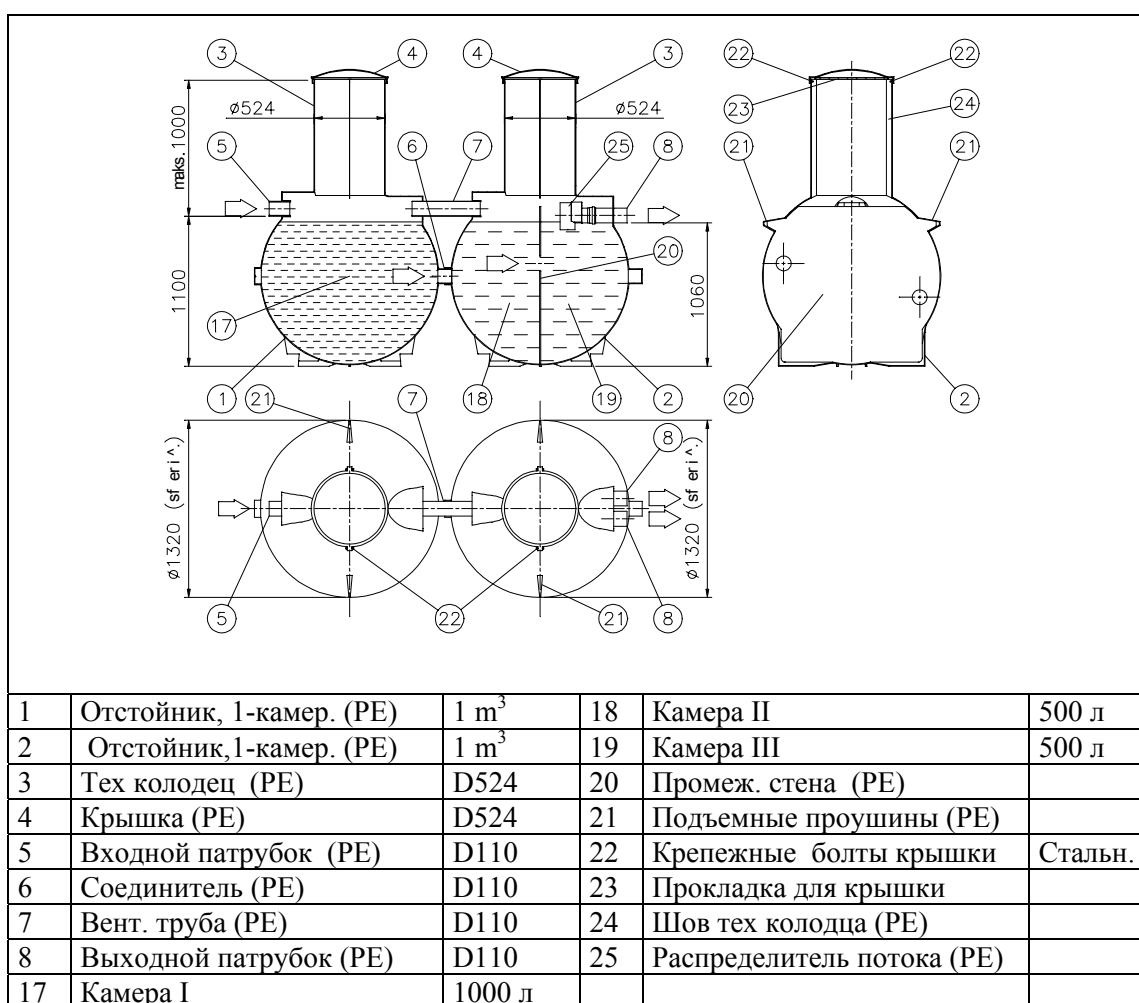 3 4 4 3 22 22
23 24
ø524 ø524
maks.1000
5 6 7 25 8 21 21
20
1100 1060
17
1 21 7 18 19 2 20 2
8
ø1320 (sferi^.) ø1320 (sferi^.)
5 22 21 8
1 Отстойник, 1-камер. (PE) 1 m³ 18 Камера II 500 л
2 Отстойник,1-камер. (PE) 1 m³ 19 Камера III 500 л
3 Тех колодец (PE) D524 20 Промеж. стена (PE)
4 Крышка (PE) D524 21 Подъемные проушины (PE)
5 Входной патрубок (PE) D110 22 Крепежные болты крышки Стальн.
6 Соединитель (PE) D110 23 Прокладка для крышки
7 Вент. труба (PE) D110 24 Шов тех колодца (PE)
8 Выходной патрубок (PE) D110 25 Распределитель потока (PE)
17 Камера I 1000 л